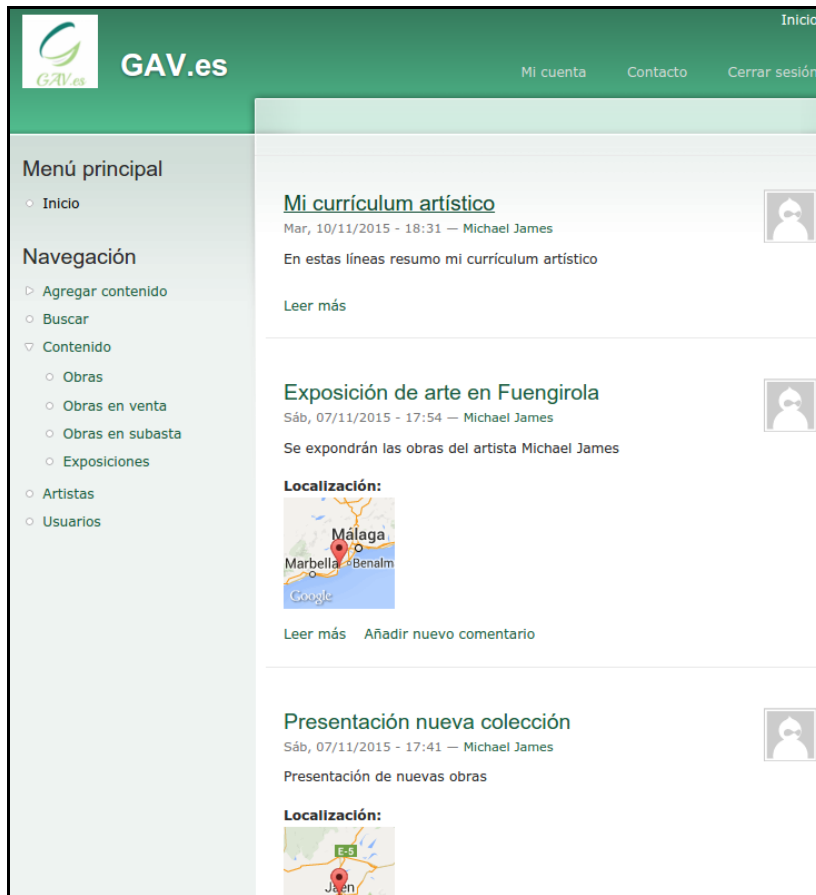 Inicio
GAV.es
GAV.es
Mi cuenta
Contacto
Cerrar sesión
Menú principal
Inicio
Navegación
Agregar contenido
Buscar
Contenido
Obras
Obras en venta
Obras en subasta
Exposiciones
Artistas
Usuarios
Mi currículum artístico
Mar, 10/11/2015 - 18:31 — Michael James
En estas líneas resumo mi currículum artístico
Leer más
Exposición de arte en Fuengirola
Sáb, 07/11/2015 - 17:54 — Michael James
Se expondrán las obras del artista Michael James
Localización:
Málaga
Marbella
Benalm
Google
Leer más Añadir nuevo comentario
Presentación nueva colección
Sáb, 07/11/2015 - 17:41 — Michael James
Presentación de nuevas obras
Localización:
E-5
Jaén